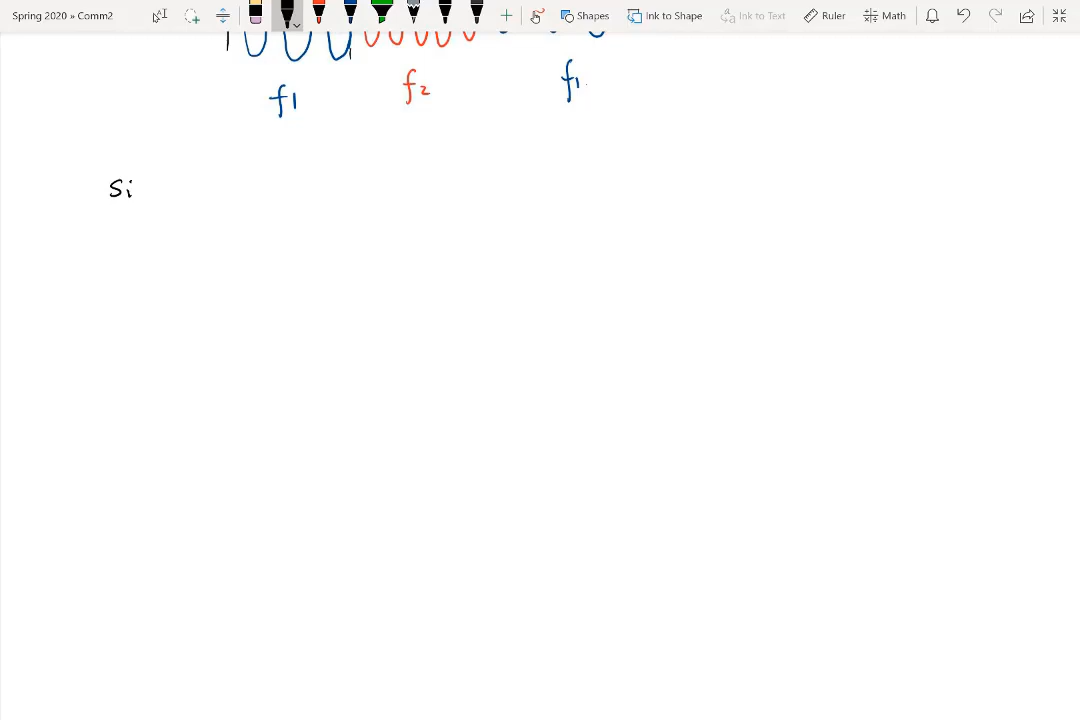 Spring 2020 » Comm2 Shapes Ink to Shape Ink to Text Ruler Math
f1 f2 f1
Si